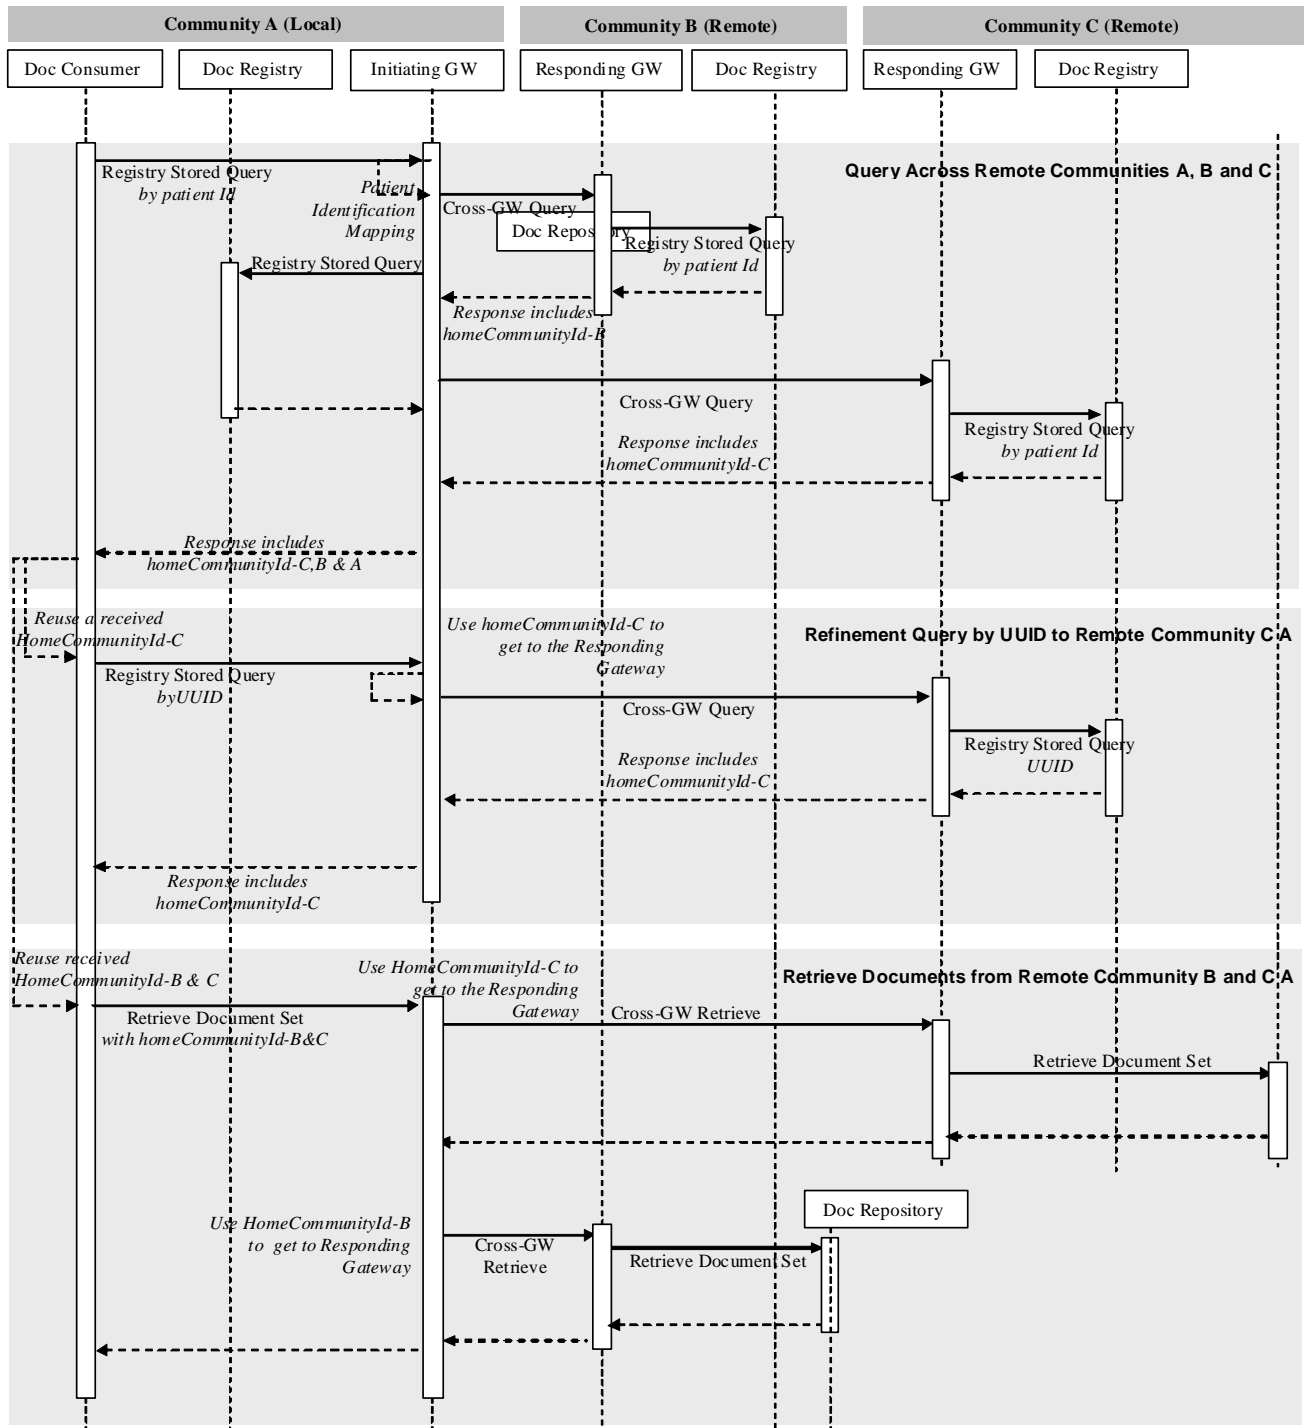 Community A (Local)
Community B (Remote)
Community C (Remote)
Doc Consumer
Doc Registry
Initiating GW
Responding GW
Doc Registry
Responding GW
Doc Registry
Query Across Remote Communities A, B and C
Registry Stored Query
by patient Id
Patient
Identification
Mapping
Cross-GW Query
Doc Repository
Registry Stored Query
by patient Id
Registry Stored Query
Response includes
homeCommunityId-B
Cross-GW Query
Registry Stored Query
by patient Id
Response includes
homeCommunityId-C
Response includes
homeCommunityId-C,B & A
Reuse a received
HomeCommunityId-C
Use homeCommunityId-C to
get to the Responding
Gateway
Refinement Query by UUID to Remote Community C A
Registry Stored Query
byUUID
Cross-GW Query
Registry Stored Query
UUID
Response includes
homeCommunityId-C
Response includes
homeCommunityId-C
Reuse received
HomeCommunityId-B & C
Use HomeCommunityId-C to
get to the Responding
Gateway
Retrieve Documents from Remote Community B and C A
Retrieve Document Set
with homeCommunityId-B&C
Cross-GW Retrieve
Retrieve Document Set
Doc Repository
Use HomeCommunityId-B
to get to Responding
Gateway
Cross-GW
Retrieve
Retrieve Document Set